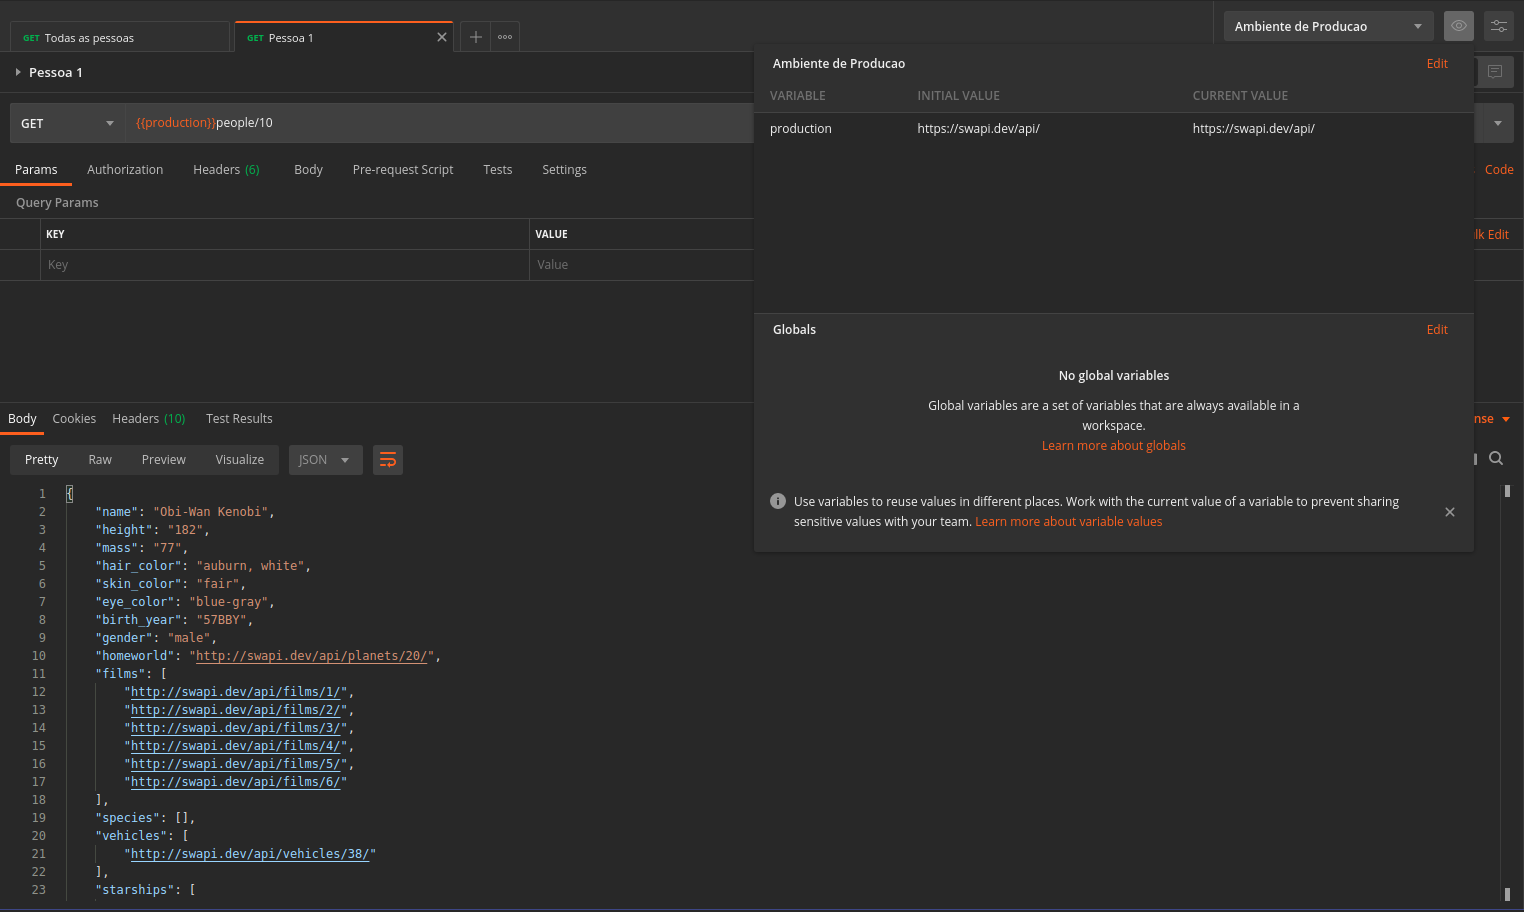 GET Todas as pessoas
GET Pessoa 1
Ambiente de Producao
Pessoa 1
GET
{{production}}people/10
Params Authorization Headers (6) Body Pre-request Script Tests Settings
Code
Query Params
KEY VALUE
Edit
Key Value
Ambiente de Producao Edit
VARIABLE INITIAL VALUE CURRENT VALUE
production https://swapi.dev/api/ https://swapi.dev/api/
Globals Edit
No global variables
Global variables are a set of variables that are always available in a
workspace.
Learn more about globals
Use variables to reuse values in different places. Work with the current value of a variable to prevent sharing
sensitive values with your team. Learn more about variable values
Body Cookies Headers (10) Test Results
Pretty Raw Preview Visualize JSON
1 {
2 "name": "Obi-Wan Kenobi",
3 "height": "182",
4 "mass": "77",
5 "hair_color": "auburn, white",
6 "skin_color": "fair",
7 "eye_color": "blue-gray",
8 "birth_year": "57BBY",
9 "gender": "male",
10 "homeworld": "http://swapi.dev/api/planets/20/",
11 "films": [
12 "http://swapi.dev/api/films/1/",
13 "http://swapi.dev/api/films/2/",
14 "http://swapi.dev/api/films/3/",
15 "http://swapi.dev/api/films/4/",
16 "http://swapi.dev/api/films/5/",
17 "http://swapi.dev/api/films/6/"
18 ],
19 "species": [],
20 "vehicles": [
21 "http://swapi.dev/api/vehicles/38/"
22 ],
23 "starships": [